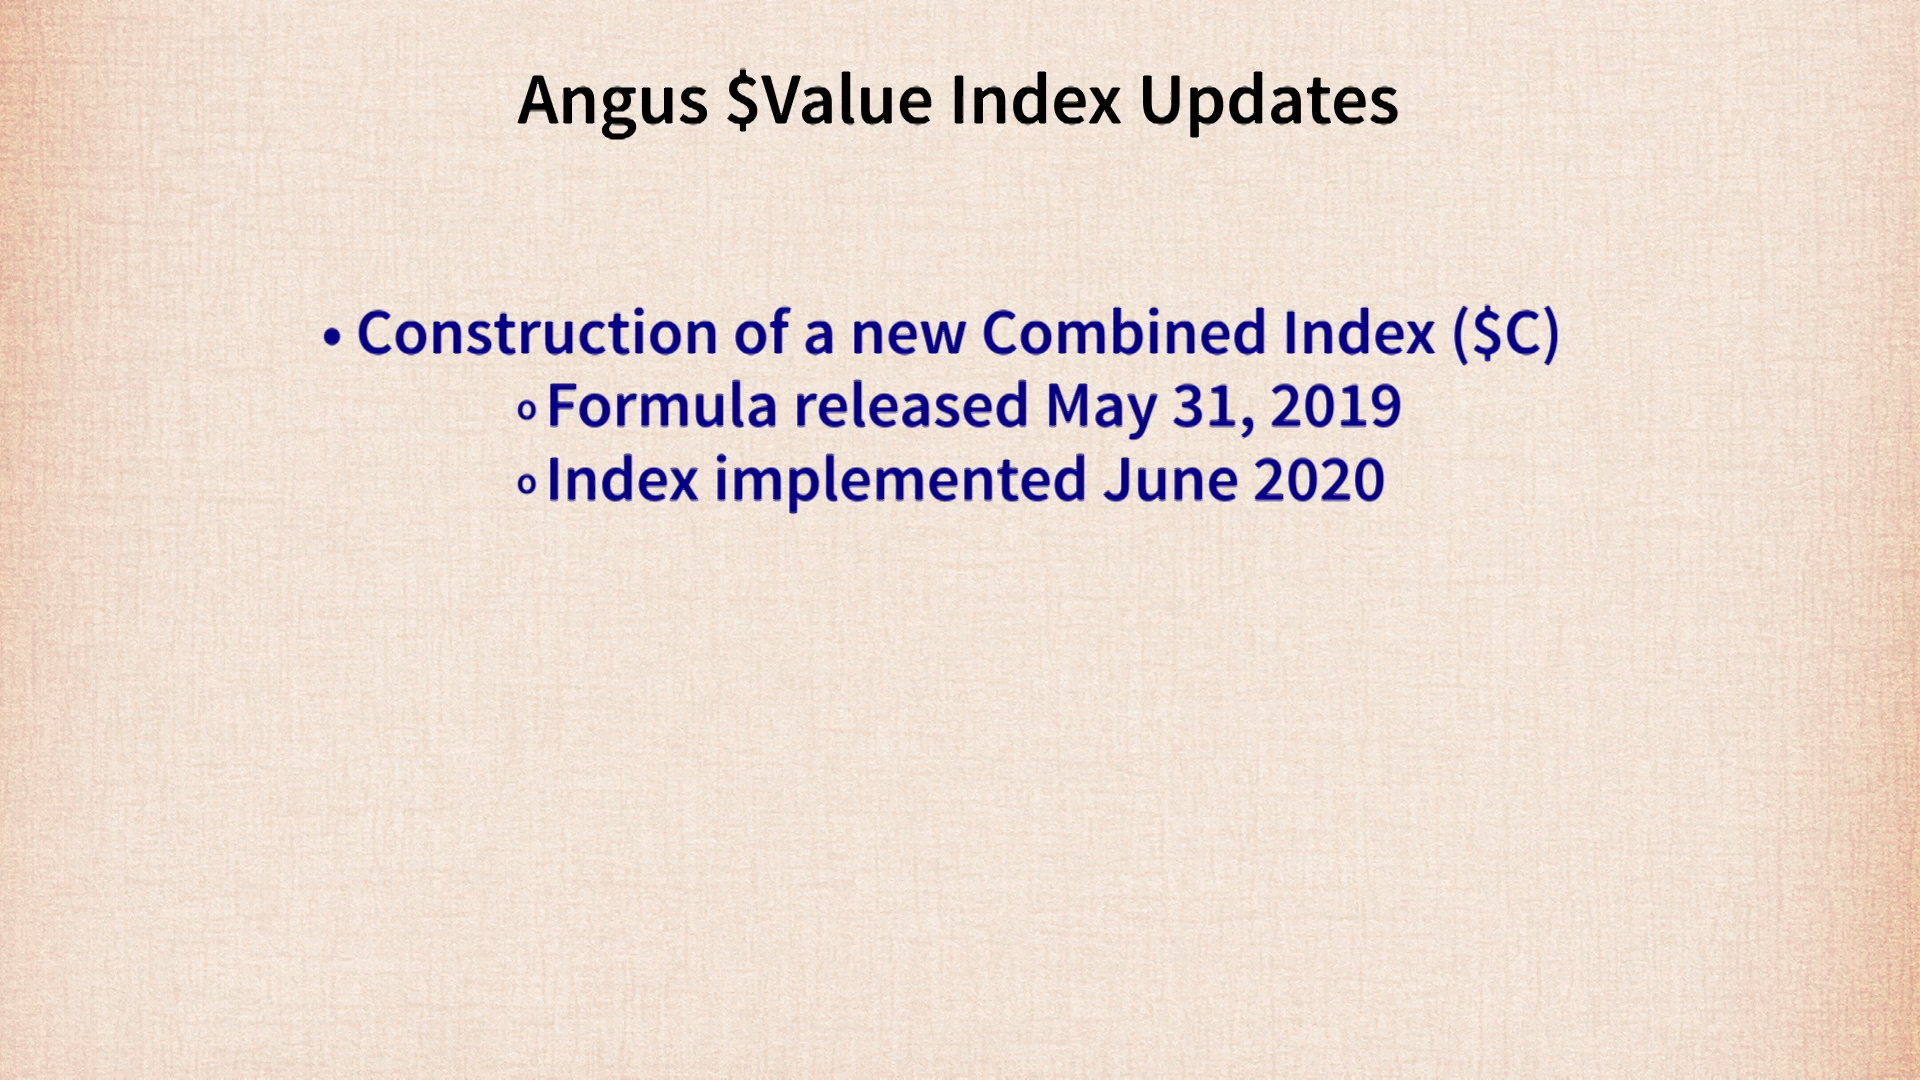 Angus $Value Index Updates
• Construction of a new Combined Index ($C)
o Formula released May 31, 2019
o Index implemented June 2020